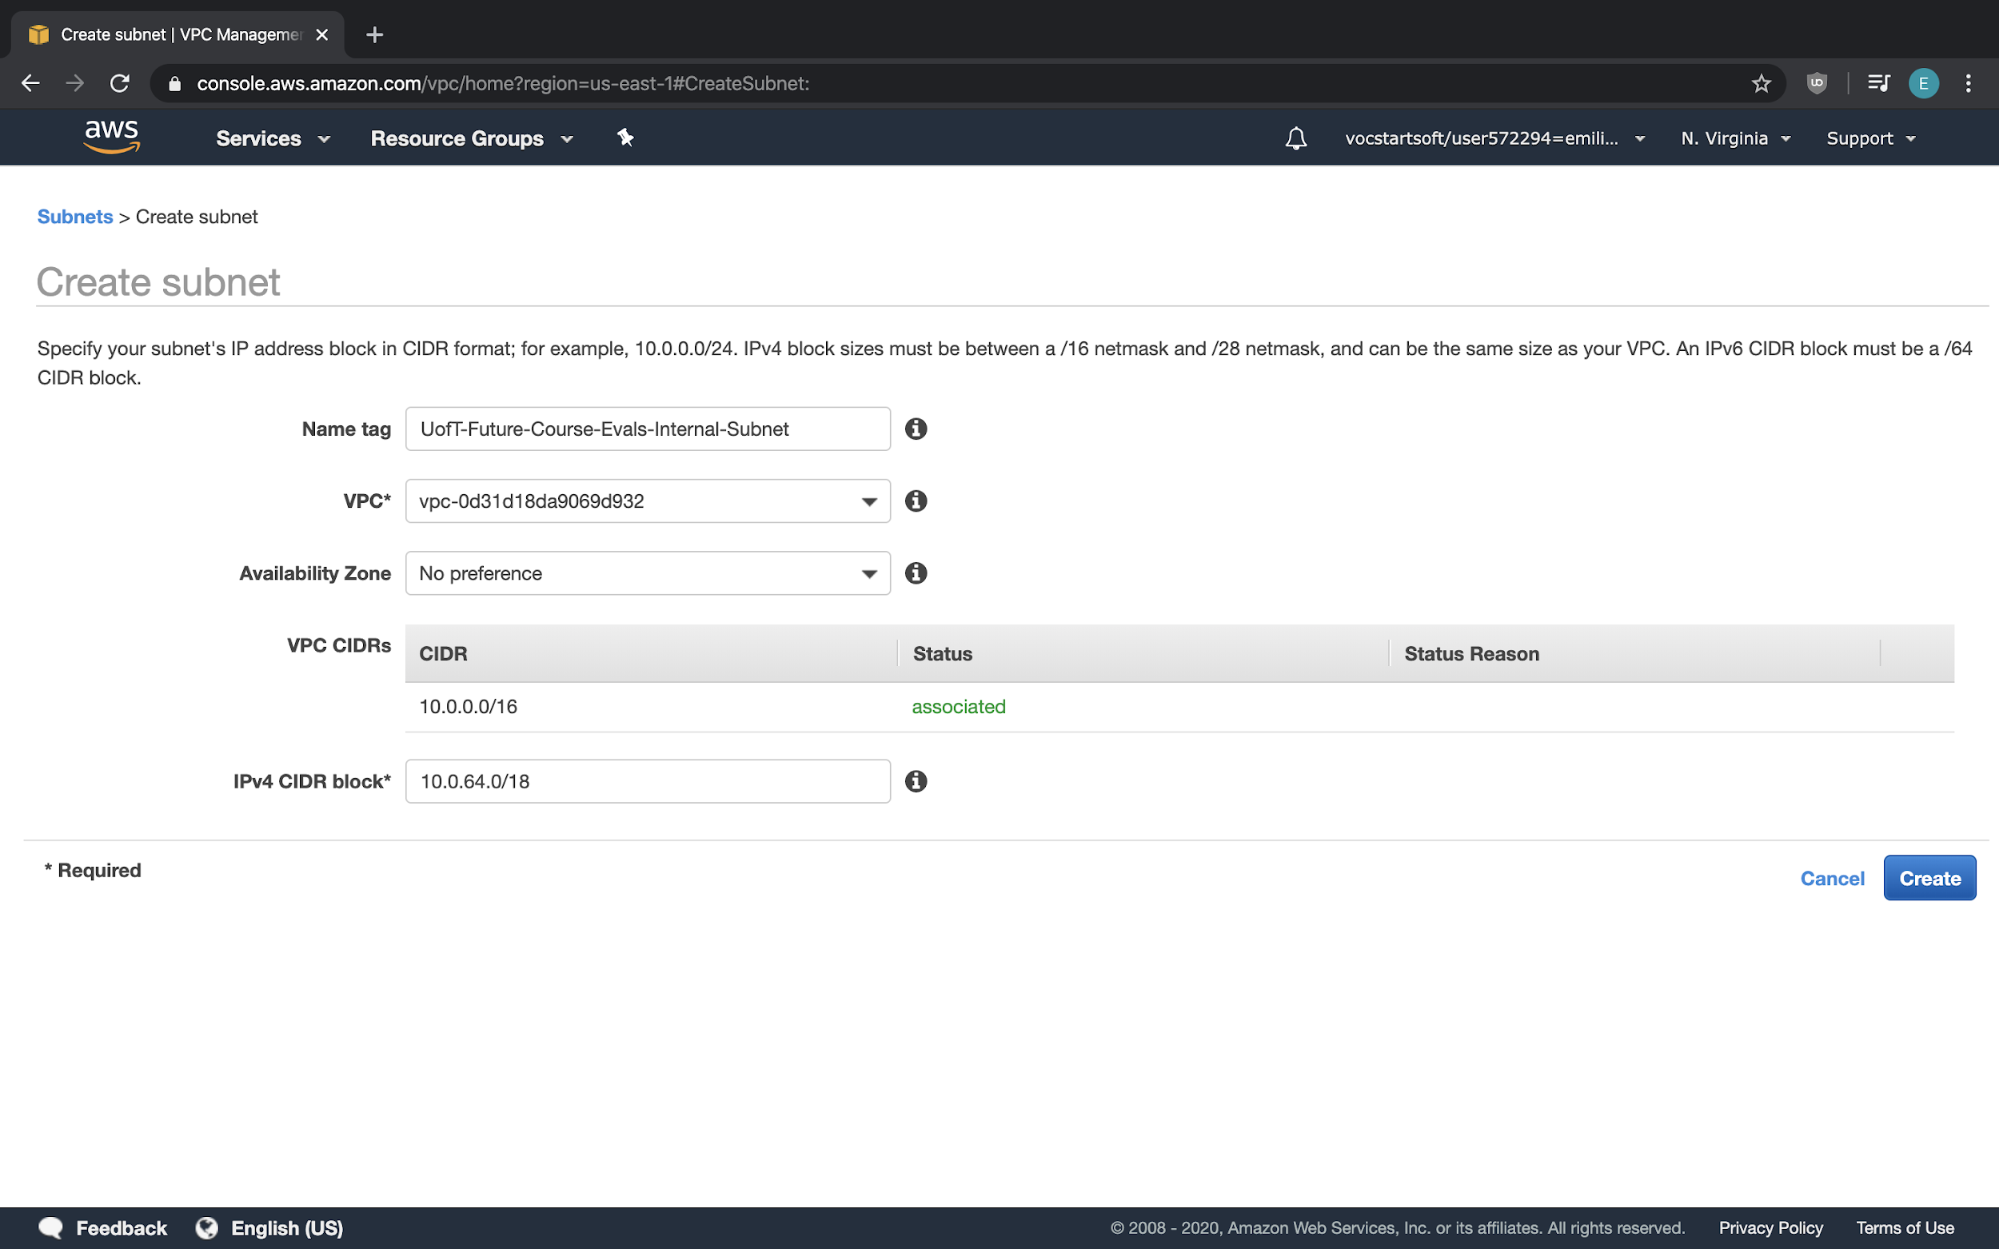 Create subnet | VPC Manageme
console.aws.amazon.com/vpc/home?region=us-east-1#CreateSubnet:
E
aws
Services
Resource Groups
vocstartsoft/user572294=emili...
N. Virginia
Support
Subnets > Create subnet
Create subnet
Specify your subnet's IP address block in CIDR format; for example, 10.0.0.0/24. IPv4 block sizes must be between a /16 netmask and /28 netmask, and can be the same size as your VPC. An IPv6 CIDR block must be a /64
CIDR block.
Name tag
UofT-Future-Course-Evals-Internal-Subnet
VPC*
vpc-0d31d18da9069d932
Availability Zone
No preference
VPC CIDRs
CIDR
Status
Status Reason
10.0.0.0/16
associated
IPv4 CIDR block*
10.0.64.0/18
* Required
Cancel
Create
Feedback
English (US)
© 2008 - 2020, Amazon Web Services, Inc. or its affiliates. All rights reserved.
Privacy Policy
Terms of Use